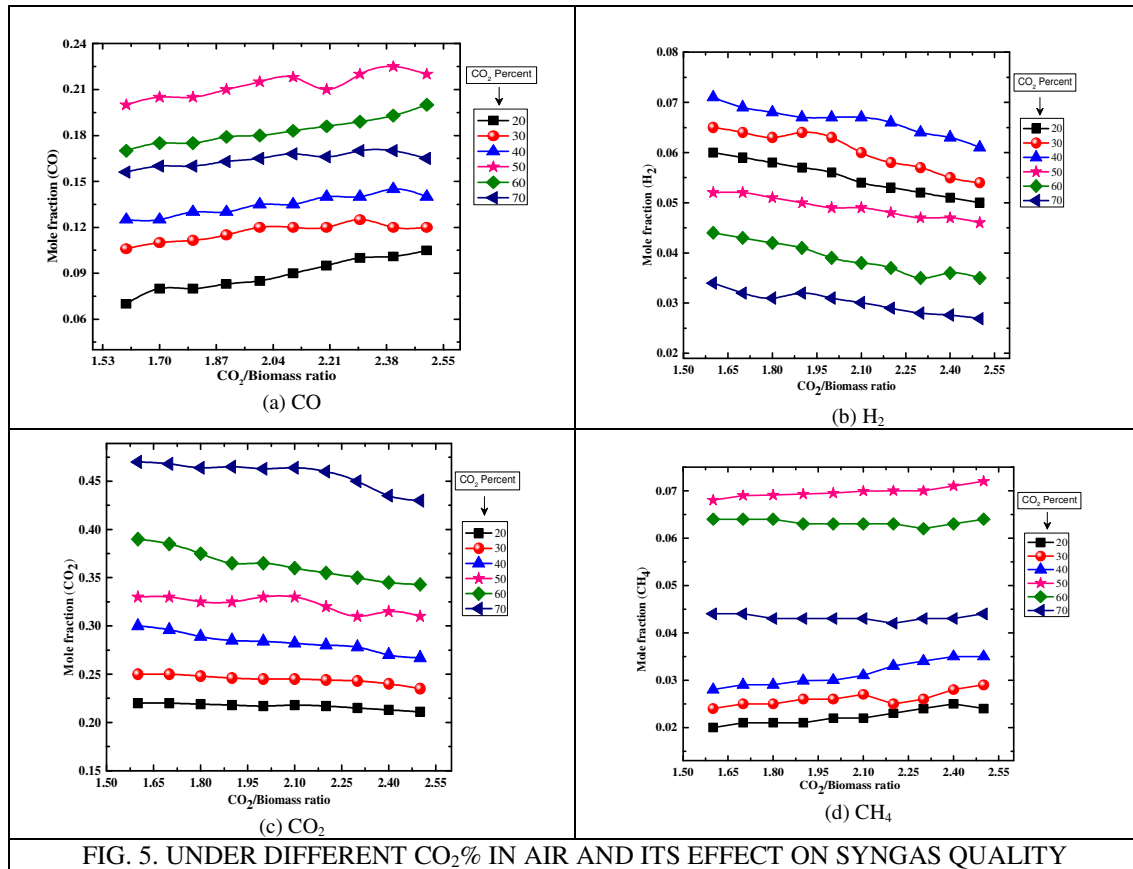 0.24
0.21
0.18
0.15
0.12
0.09
0.06
Mole fraction (CO)
1.53 1.70 1.87 2.04 2.21 2.38 2.55
CO₂/Biomass ratio
CO₂ Percent
20
30
40
50
60
70
(a) CO
0.08
0.07
0.06
0.05
0.04
0.03
0.02
Mole fraction (H₂)
1.50 1.65 1.80 1.95 2.10 2.25 2.40 2.55
CO₂/Biomass ratio
CO₂ Percent
20
30
40
50
60
70
(b) H₂
0.45
0.40
0.35
0.30
0.25
0.20
0.15
Mole fraction (CO₂)
1.50 1.65 1.80 1.95 2.10 2.25 2.40 2.55
CO₂/Biomass ratio
CO₂ Percent
20
30
40
50
60
70
(c) CO₂
0.07
0.06
0.05
0.04
0.03
0.02
Mole fraction (CH₄)
1.50 1.65 1.80 1.95 2.10 2.25 2.40 2.55
CO₂/Biomass ratio
CO₂ Percent
20
30
40
50
60
70
(d) CH₄
FIG. 5. UNDER DIFFERENT CO₂% IN AIR AND ITS EFFECT ON SYNGAS QUALITY